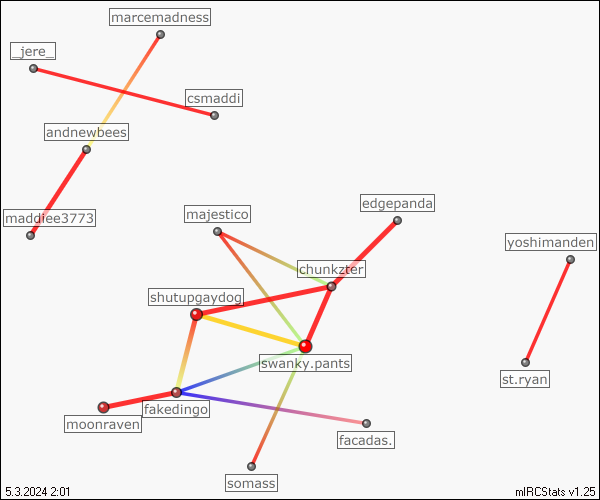 marcemadness
_jere_
csmaddi
andnewbees
maddiee3773
edgepanda
majestico
yoshimanden
chunkzter
shutupgaydog
swanky.pants
st.ryan
fakedingo
moonraven
facadas.
somass
5.3.2024 2:01
mIRCStats v1.25